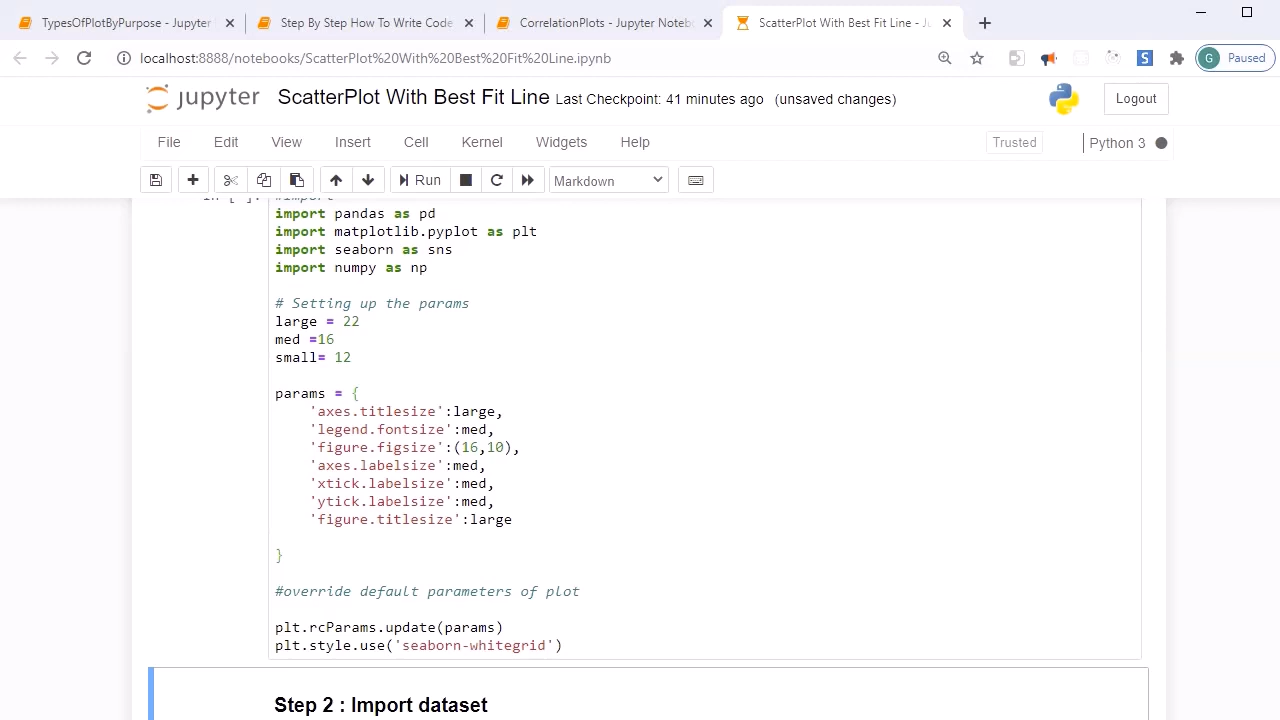 TypesOfPlotByPurpose - Jupyter
Step By Step How To Write Code
CorrelationPlots - Jupyter Noteb
ScatterPlot With Best Fit Line - Ju
localhost:8888/notebooks/ScatterPlot%20With%20Best%20Fit%20Line.ipynb
G Paused
jupyter ScatterPlot With Best Fit Line Last Checkpoint: 41 minutes ago (unsaved changes)
Logout
File Edit View Insert Cell Kernel Widgets Help
Trusted
Python 3
Run
Markdown
In [ ]: #import
import pandas as pd
import matplotlib.pyplot as plt
import seaborn as sns
import numpy as np
# Setting up the params
large = 22
med =16
small= 12
params = {
'axes.titlesize':large,
'legend.fontsize':med,
'figure.figsize':(16,10),
'axes.labelsize':med,
'xtick.labelsize':med,
'ytick.labelsize':med,
'figure.titlesize':large
}
#override default parameters of plot
plt.rcParams.update(params)
plt.style.use('seaborn-whitegrid')
Step 2 : Import dataset